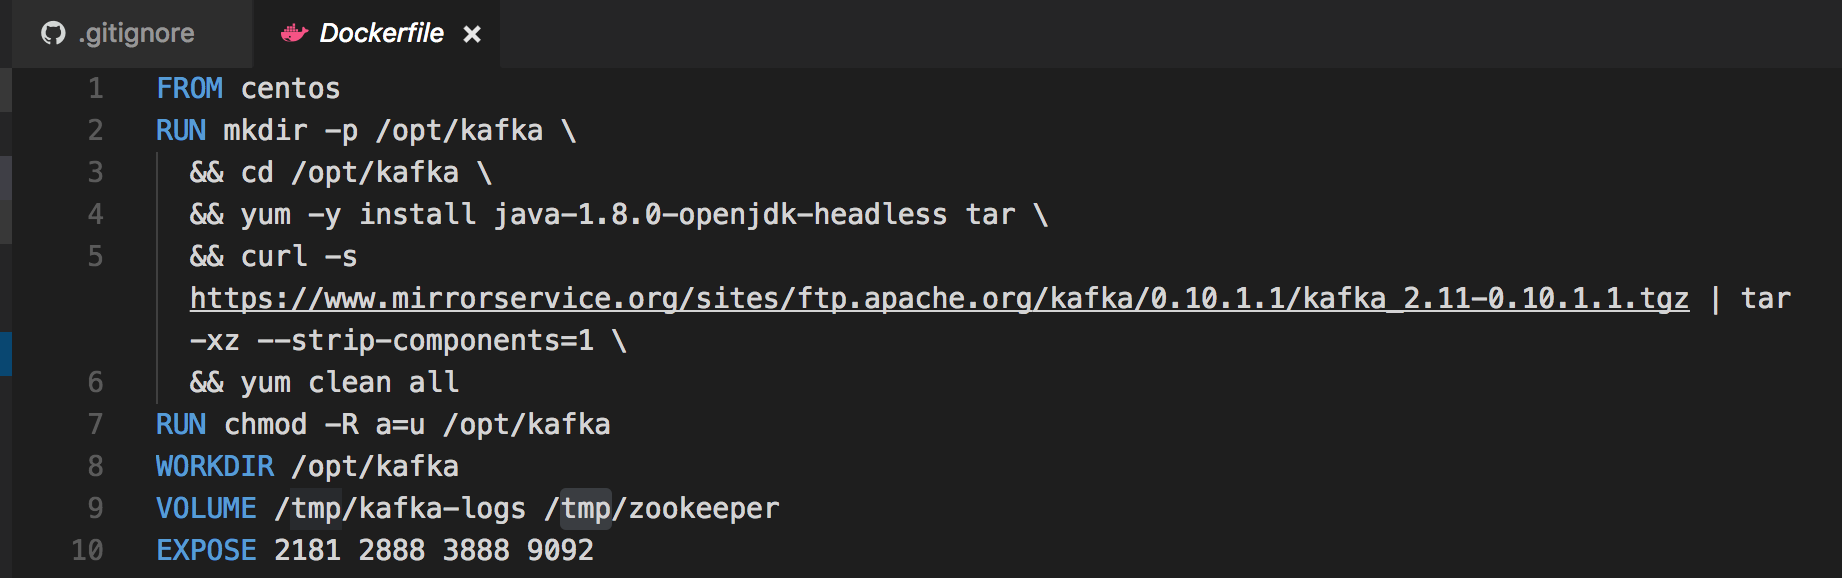 .gitignore Dockerfile ×
1 FROM centos
2 RUN mkdir -p /opt/kafka \
3 && cd /opt/kafka \
4 && yum -y install java-1.8.0-openjdk-headless tar \
5 && curl -s
https://www.mirrorservice.org/sites/ftp.apache.org/kafka/0.10.1.1/kafka_2.11-0.10.1.1.tgz | tar
-xz --strip-components=1 \
6 && yum clean all
7 RUN chmod -R a=u /opt/kafka
8 WORKDIR /opt/kafka
9 VOLUME /tmp/kafka-logs /tmp/zookeeper
10 EXPOSE 2181 2888 3888 9092